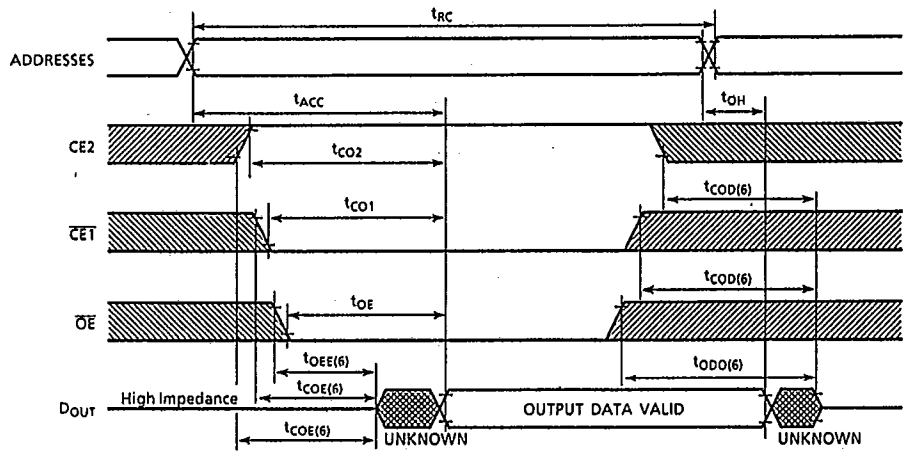 tRC
ADDRESSES
tACC
tOH
CE2
tCO2
tCOD(6)
CE1
tCO1
tCOD(6)
OE
tOE
tOEE(6)
tODO(6)
tCOE(6)
DOUT
High Impedance
OUTPUT DATA VALID
tCOE(6)
UNKNOWN
UNKNOWN